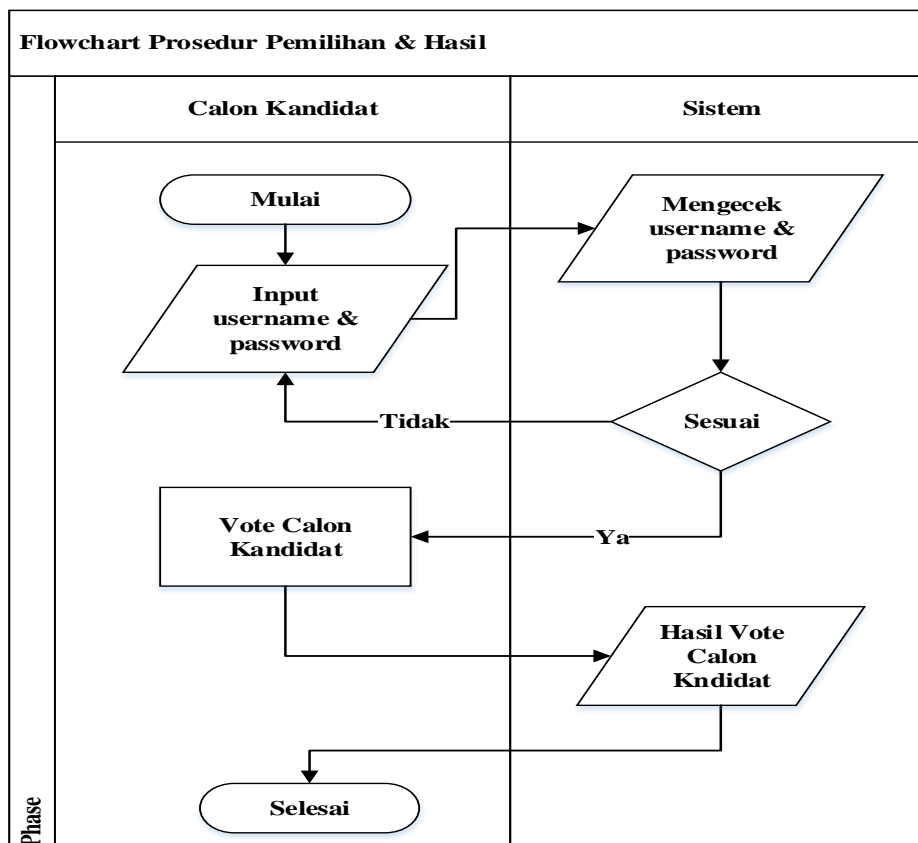 Flowchart Prosedur Pemilihan & Hasil
Calon Kandidat
Sistem
Mulai
Mengecek
username &
password
Input
username &
password
Tidak
Sesuai
Vote Calon
Kandidat
Ya
Hasil Vote
Calon
Kndidat
Selesai
Phase